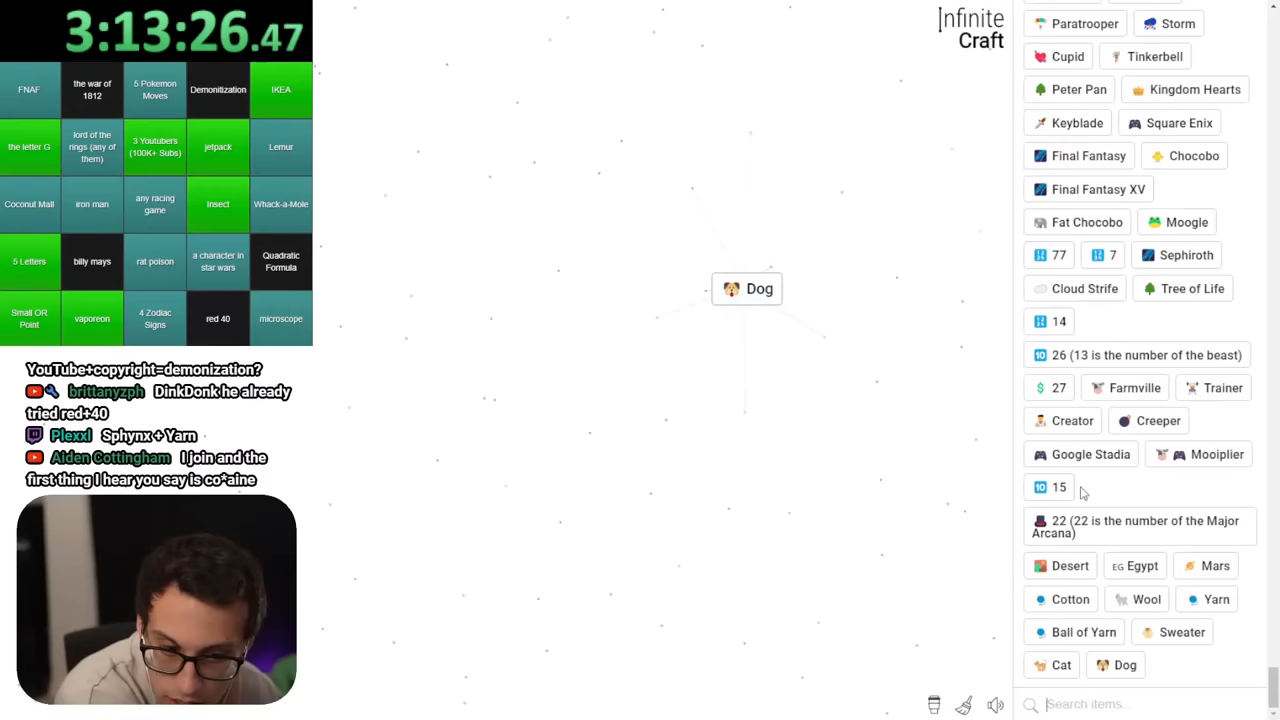 3:13:26.47
FNAF
the war of
1812
5 Pokemon
Moves
Demonitization
IKEA
the letter G
lord of the
rings (any of
them)
3 Youtubers
(100K+ Subs)
jetpack
Lemur
Coconut Mall
iron man
any racing
game
Insect
Whack-a-Mole
5 Letters
billy mays
rat poison
a character in
star wars
Quadratic
Formula
Small OR
Point
vaporeon
4 Zodiac
Signs
red 40
microscope
YouTube+copyright=demonization?
brittanyzph DinkDonk he already
tried red+40
Plexxl Sphynx + Yarn
Aiden Cottingham I join and the
first thing I hear you say is co*aine
Infinite
Craft
Dog
Paratrooper Storm
Cupid Tinkerbell
Peter Pan Kingdom Hearts
Keyblade Square Enix
Final Fantasy Chocobo
Final Fantasy XV
Fat Chocobo Moogle
77 7 Sephiroth
Cloud Strife Tree of Life
14
26 (13 is the number of the beast)
27 Farmville Trainer
Creator Creeper
Google Stadia Mooiplier
15
22 (22 is the number of the Major
Arcana)
Desert EG Egypt Mars
Cotton Wool Yarn
Ball of Yarn Sweater
Cat Dog
Search items...